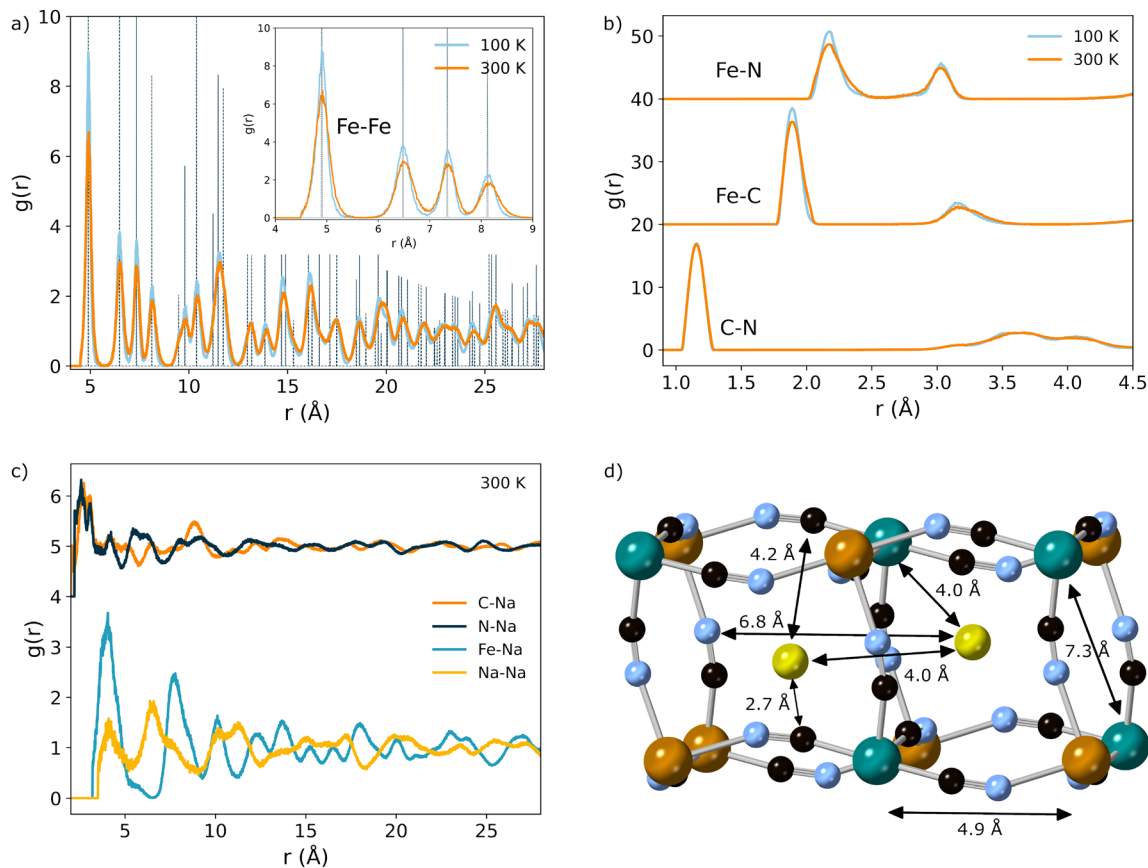 a)
g(r)
10
8
6
4
2
0
5
10
15
20
25
r (Å)
g(r)
10
8
6
4
2
0
4
5
6
7
8
9
r (Å)
100 K
300 K
Fe-Fe
b)
g(r)
50
40
30
20
10
0
1.0
1.5
2.0
2.5
3.0
3.5
4.0
4.5
r (Å)
100 K
300 K
Fe-N
Fe-C
C-N
c)
300 K
g(r)
6
5
4
3
2
1
0
5
10
15
20
25
r (Å)
C-Na
N-Na
Fe-Na
Na-Na
d)
4.2 Å
4.0 Å
6.8 Å
4.0 Å
7.3 Å
2.7 Å
4.9 Å